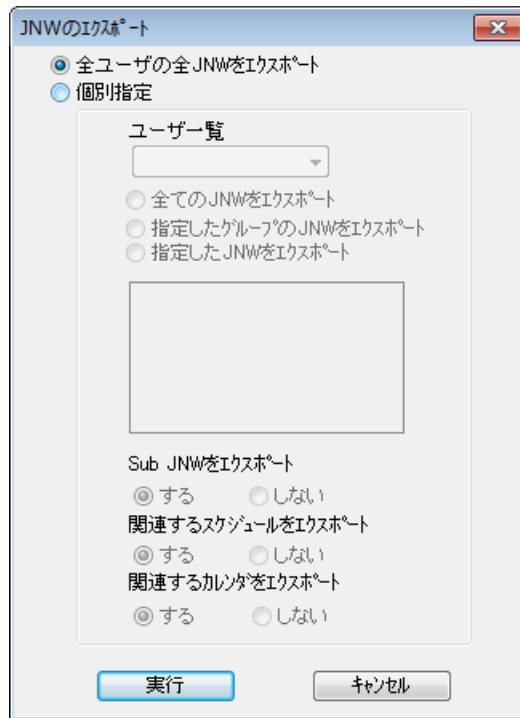 JNWのｴｸｽﾎﾟｰﾄ
全ユーザの全JNWをｴｸｽﾎﾟｰﾄ
個別指定
ユーザ一覧
全てのJNWをｴｸｽﾎﾟｰﾄ
指定したｸﾞﾙｰﾌﾟのJNWをｴｸｽﾎﾟｰﾄ
指定したJNWをｴｸｽﾎﾟｰﾄ
Sub JNWをｴｸｽﾎﾟｰﾄ
する しない
関連するｽｹｼﾞｭｰﾙをｴｸｽﾎﾟｰﾄ
する しない
関連するｶﾚﾝﾀﾞをｴｸｽﾎﾟｰﾄ
する しない
実行 ｷｬﾝｾﾙ